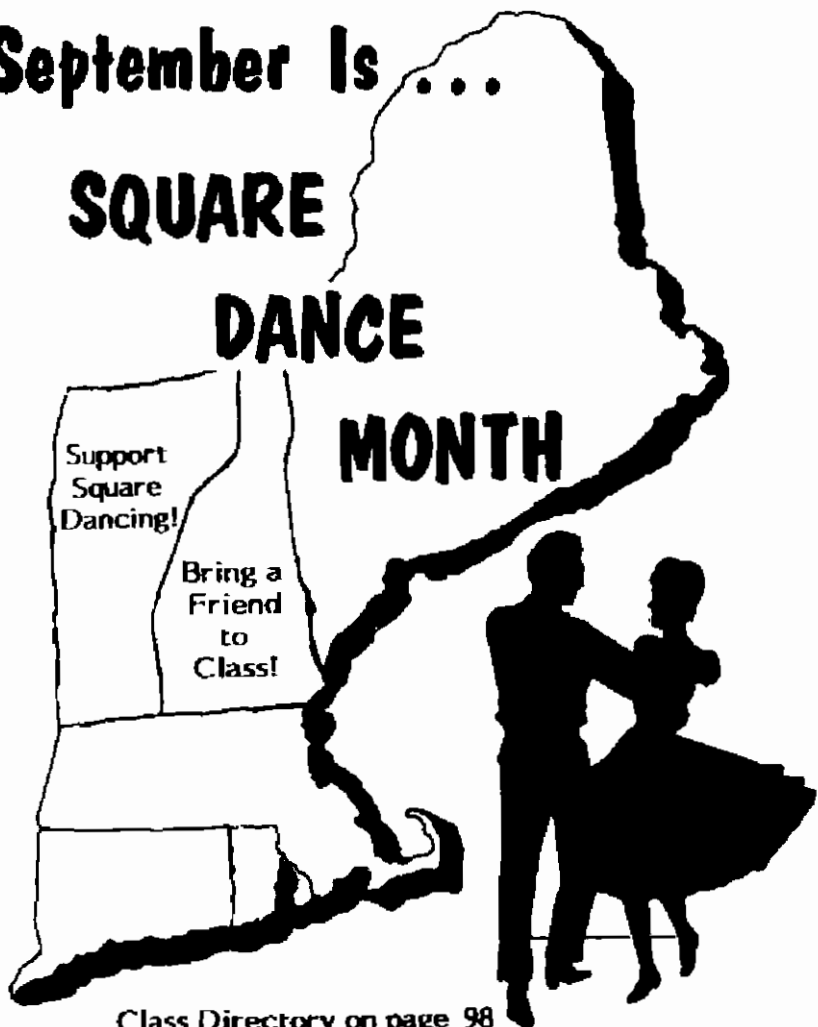 September Is ...
SQUARE
DANCE
MONTH
Support
Square
Dancing!
Bring a
Friend
to
Class!
Class Directory on page 98